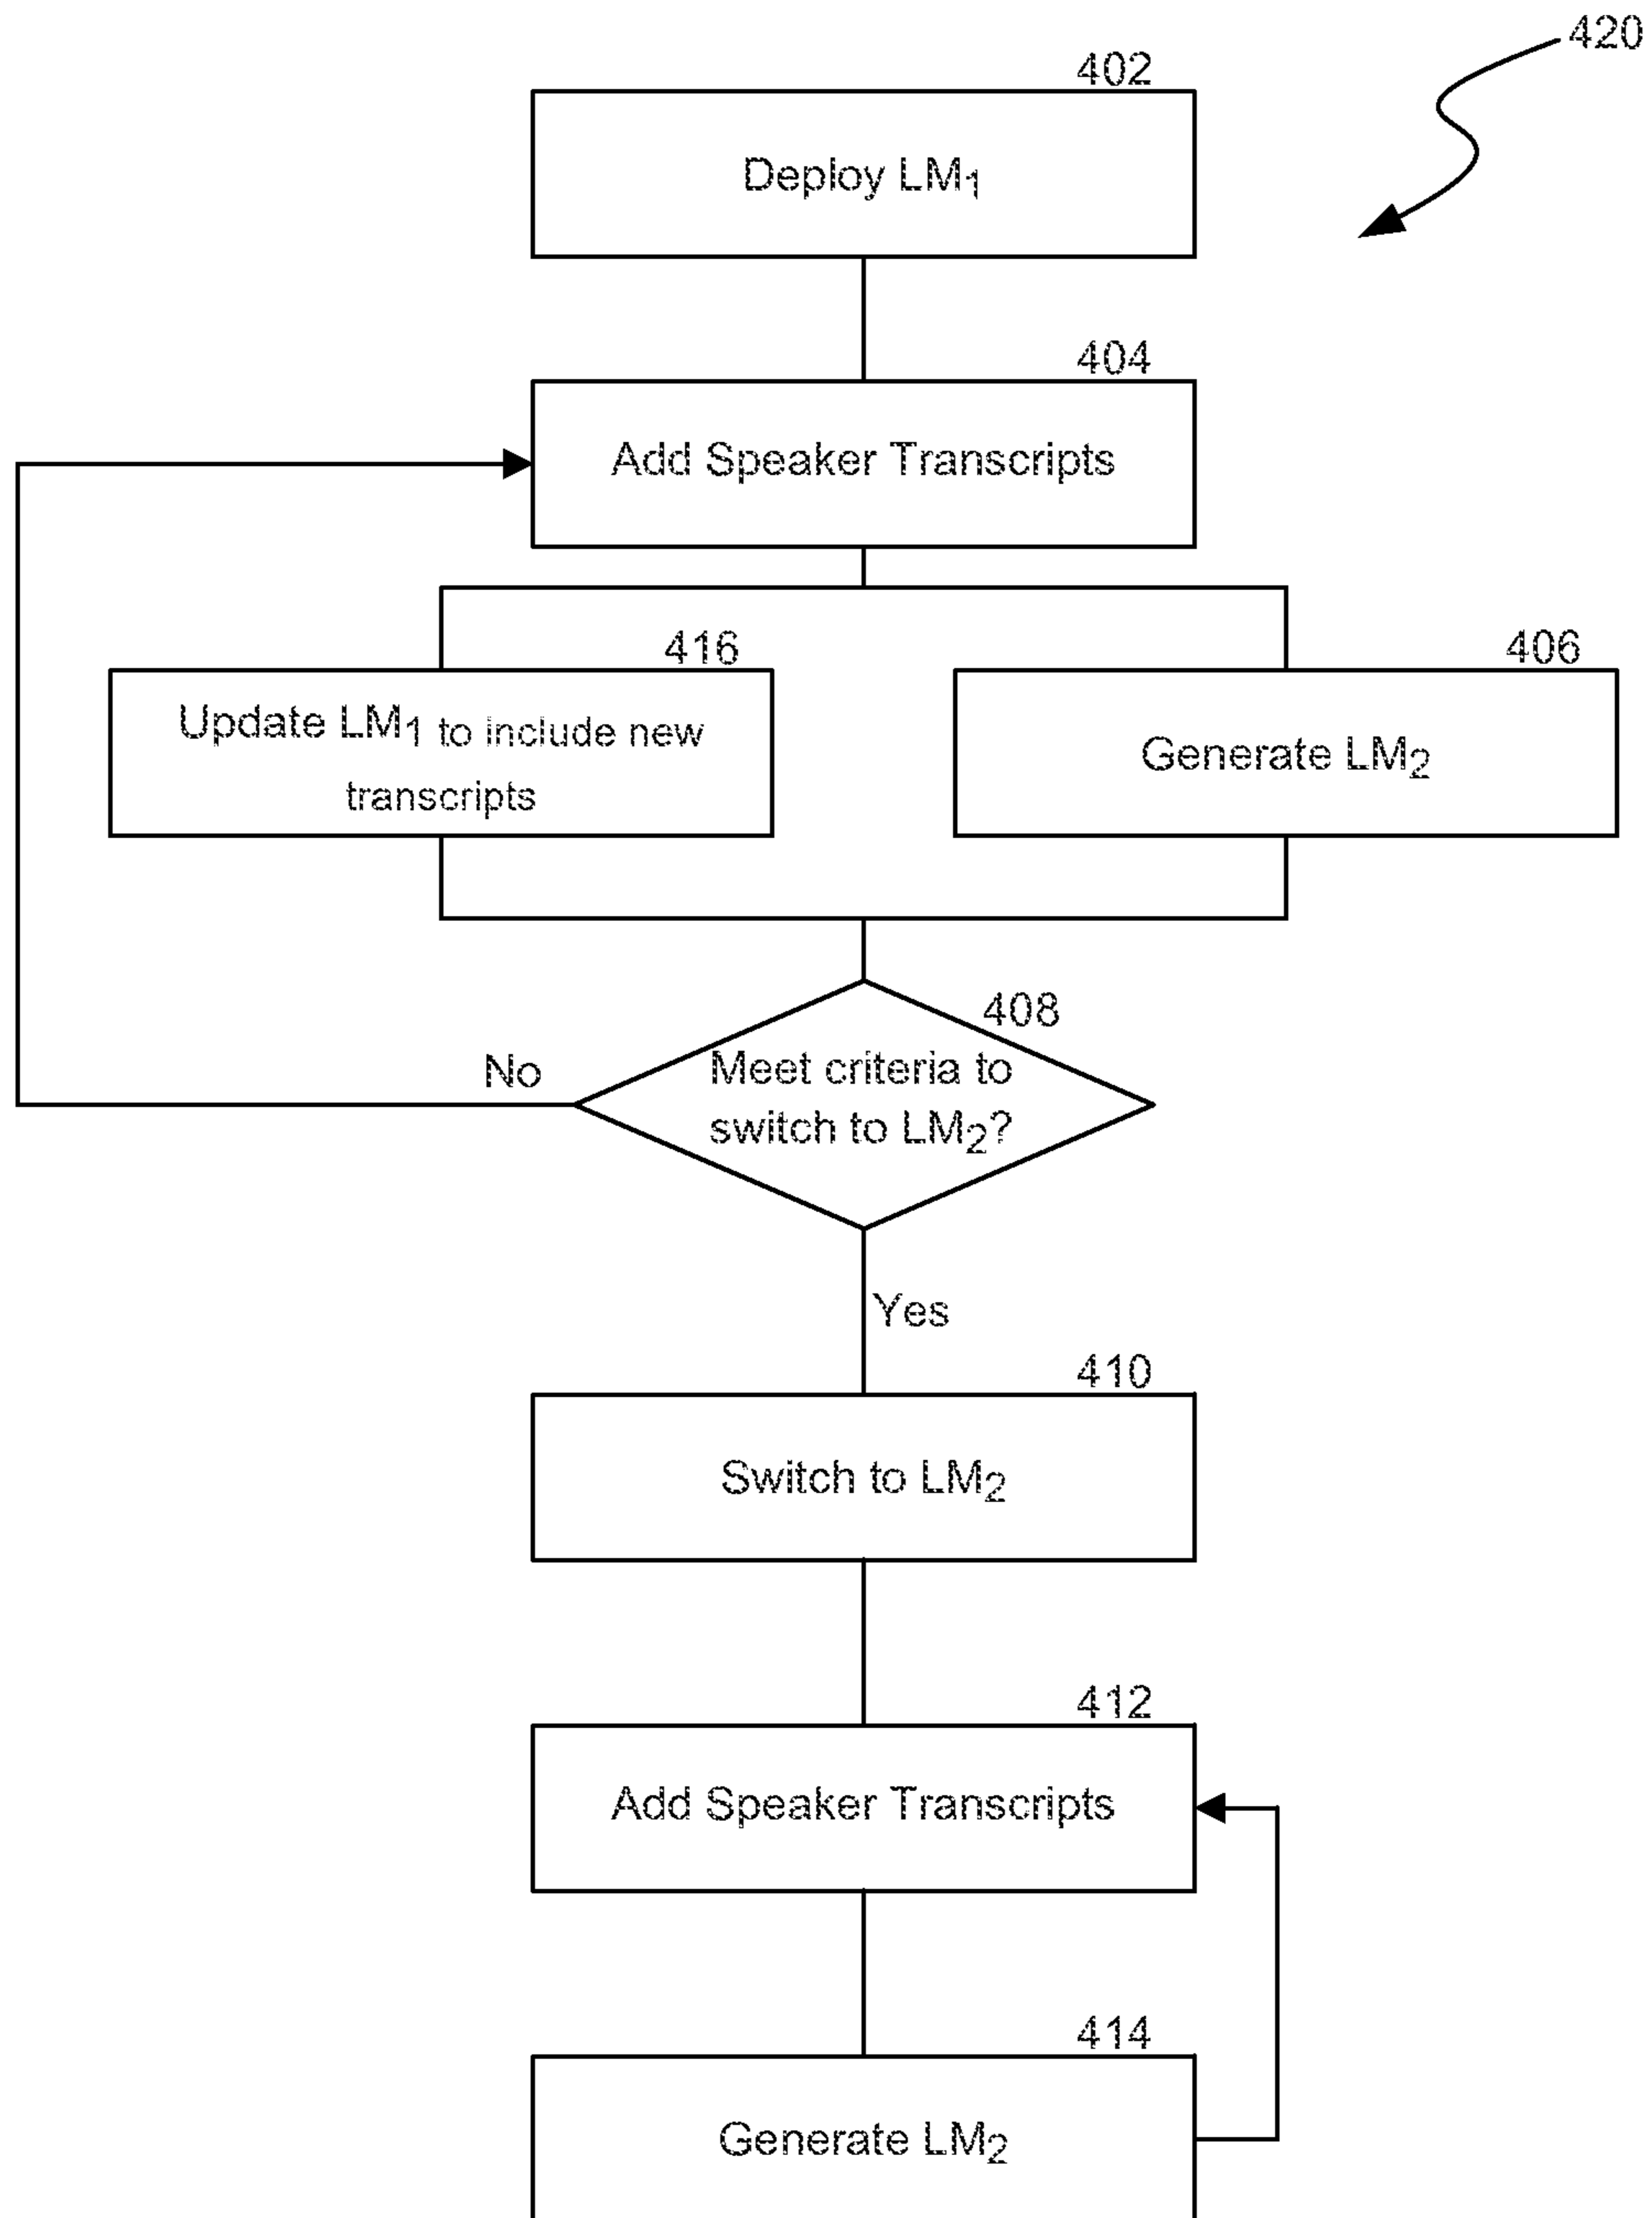 420
402
Deploy LM₁
404
Add Speaker Transcripts
416
Update LM₁ to include new
transcripts
406
Generate LM₂
408
Meet criteria to
switch to LM₂?
No
Yes
410
Switch to LM₂
412
Add Speaker Transcripts
414
Generate LM₂